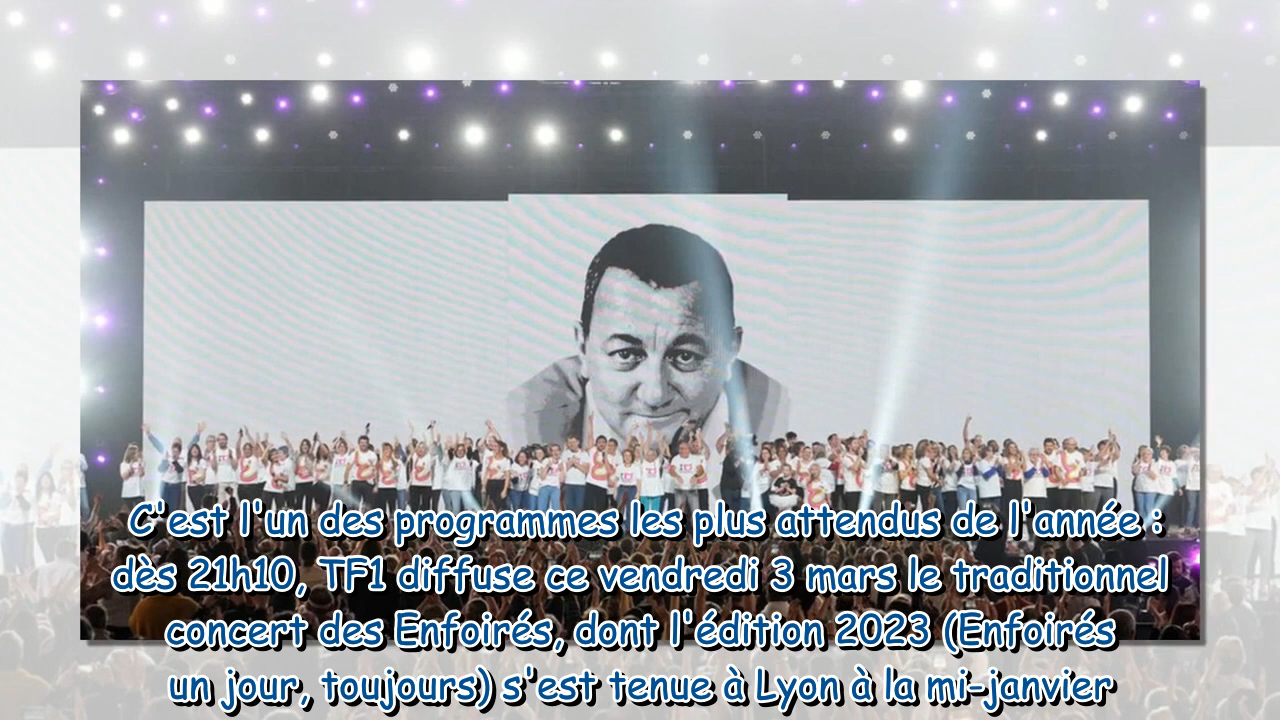 C'est l'un des programmes les plus attendus de l'année :
dès 21h10, TF1 diffuse ce vendredi 3 mars le traditionnel
concert des Enfoirés, dont l'édition 2023 (Enfoirés
un jour, toujours) s'est tenue à Lyon à la mi-janvier